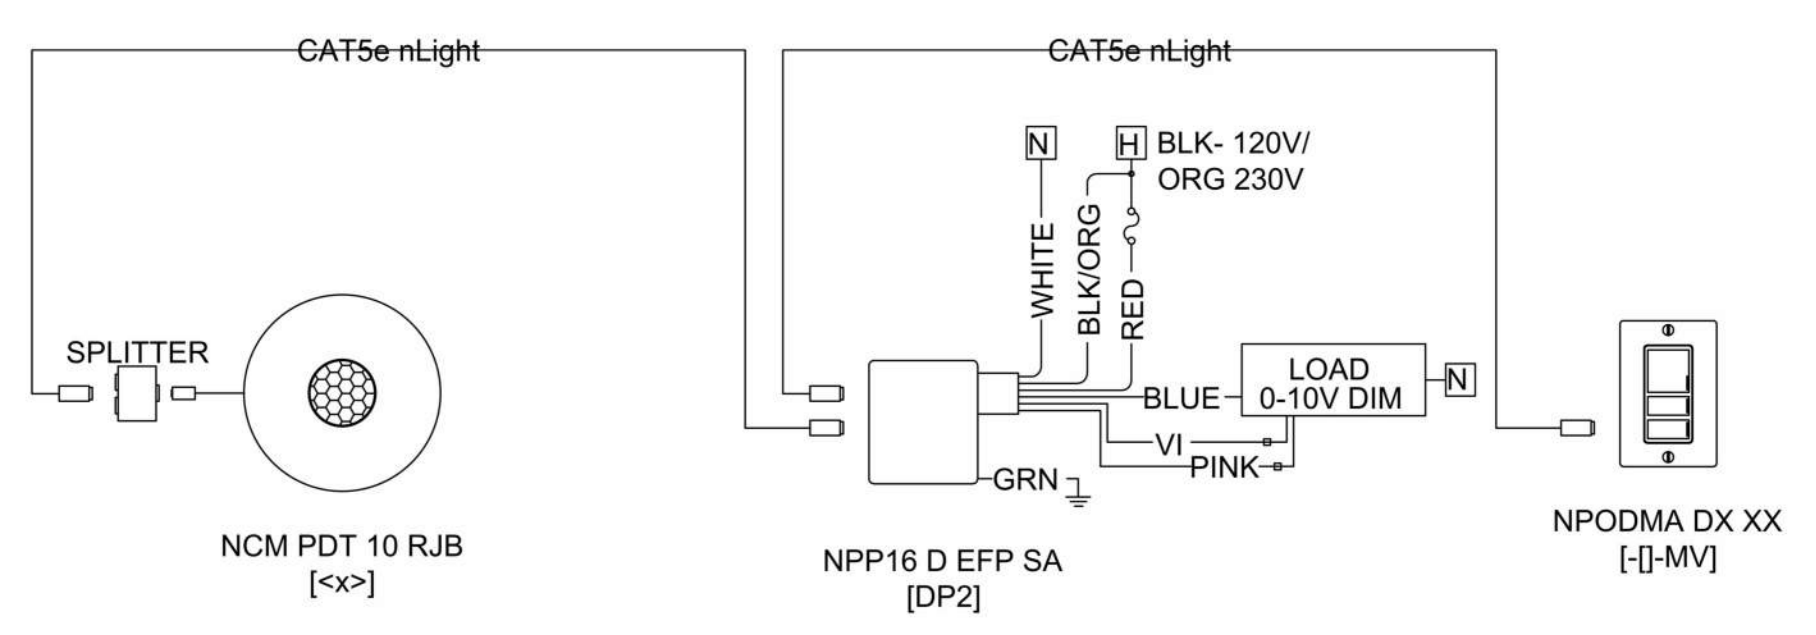 CAT5e nLight
CAT5e nLight
N
H
BLK- 120V/
ORG 230V
WHITE
BLK/ORG
RED
SPLITTER
BLUE
LOAD
0-10V DIM
N
VI
PINK
GRN
NCM PDT 10 RJB
[<x>]
NPP16 D EFP SA
[DP2]
NPODMA DX XX
[-[]-MV]